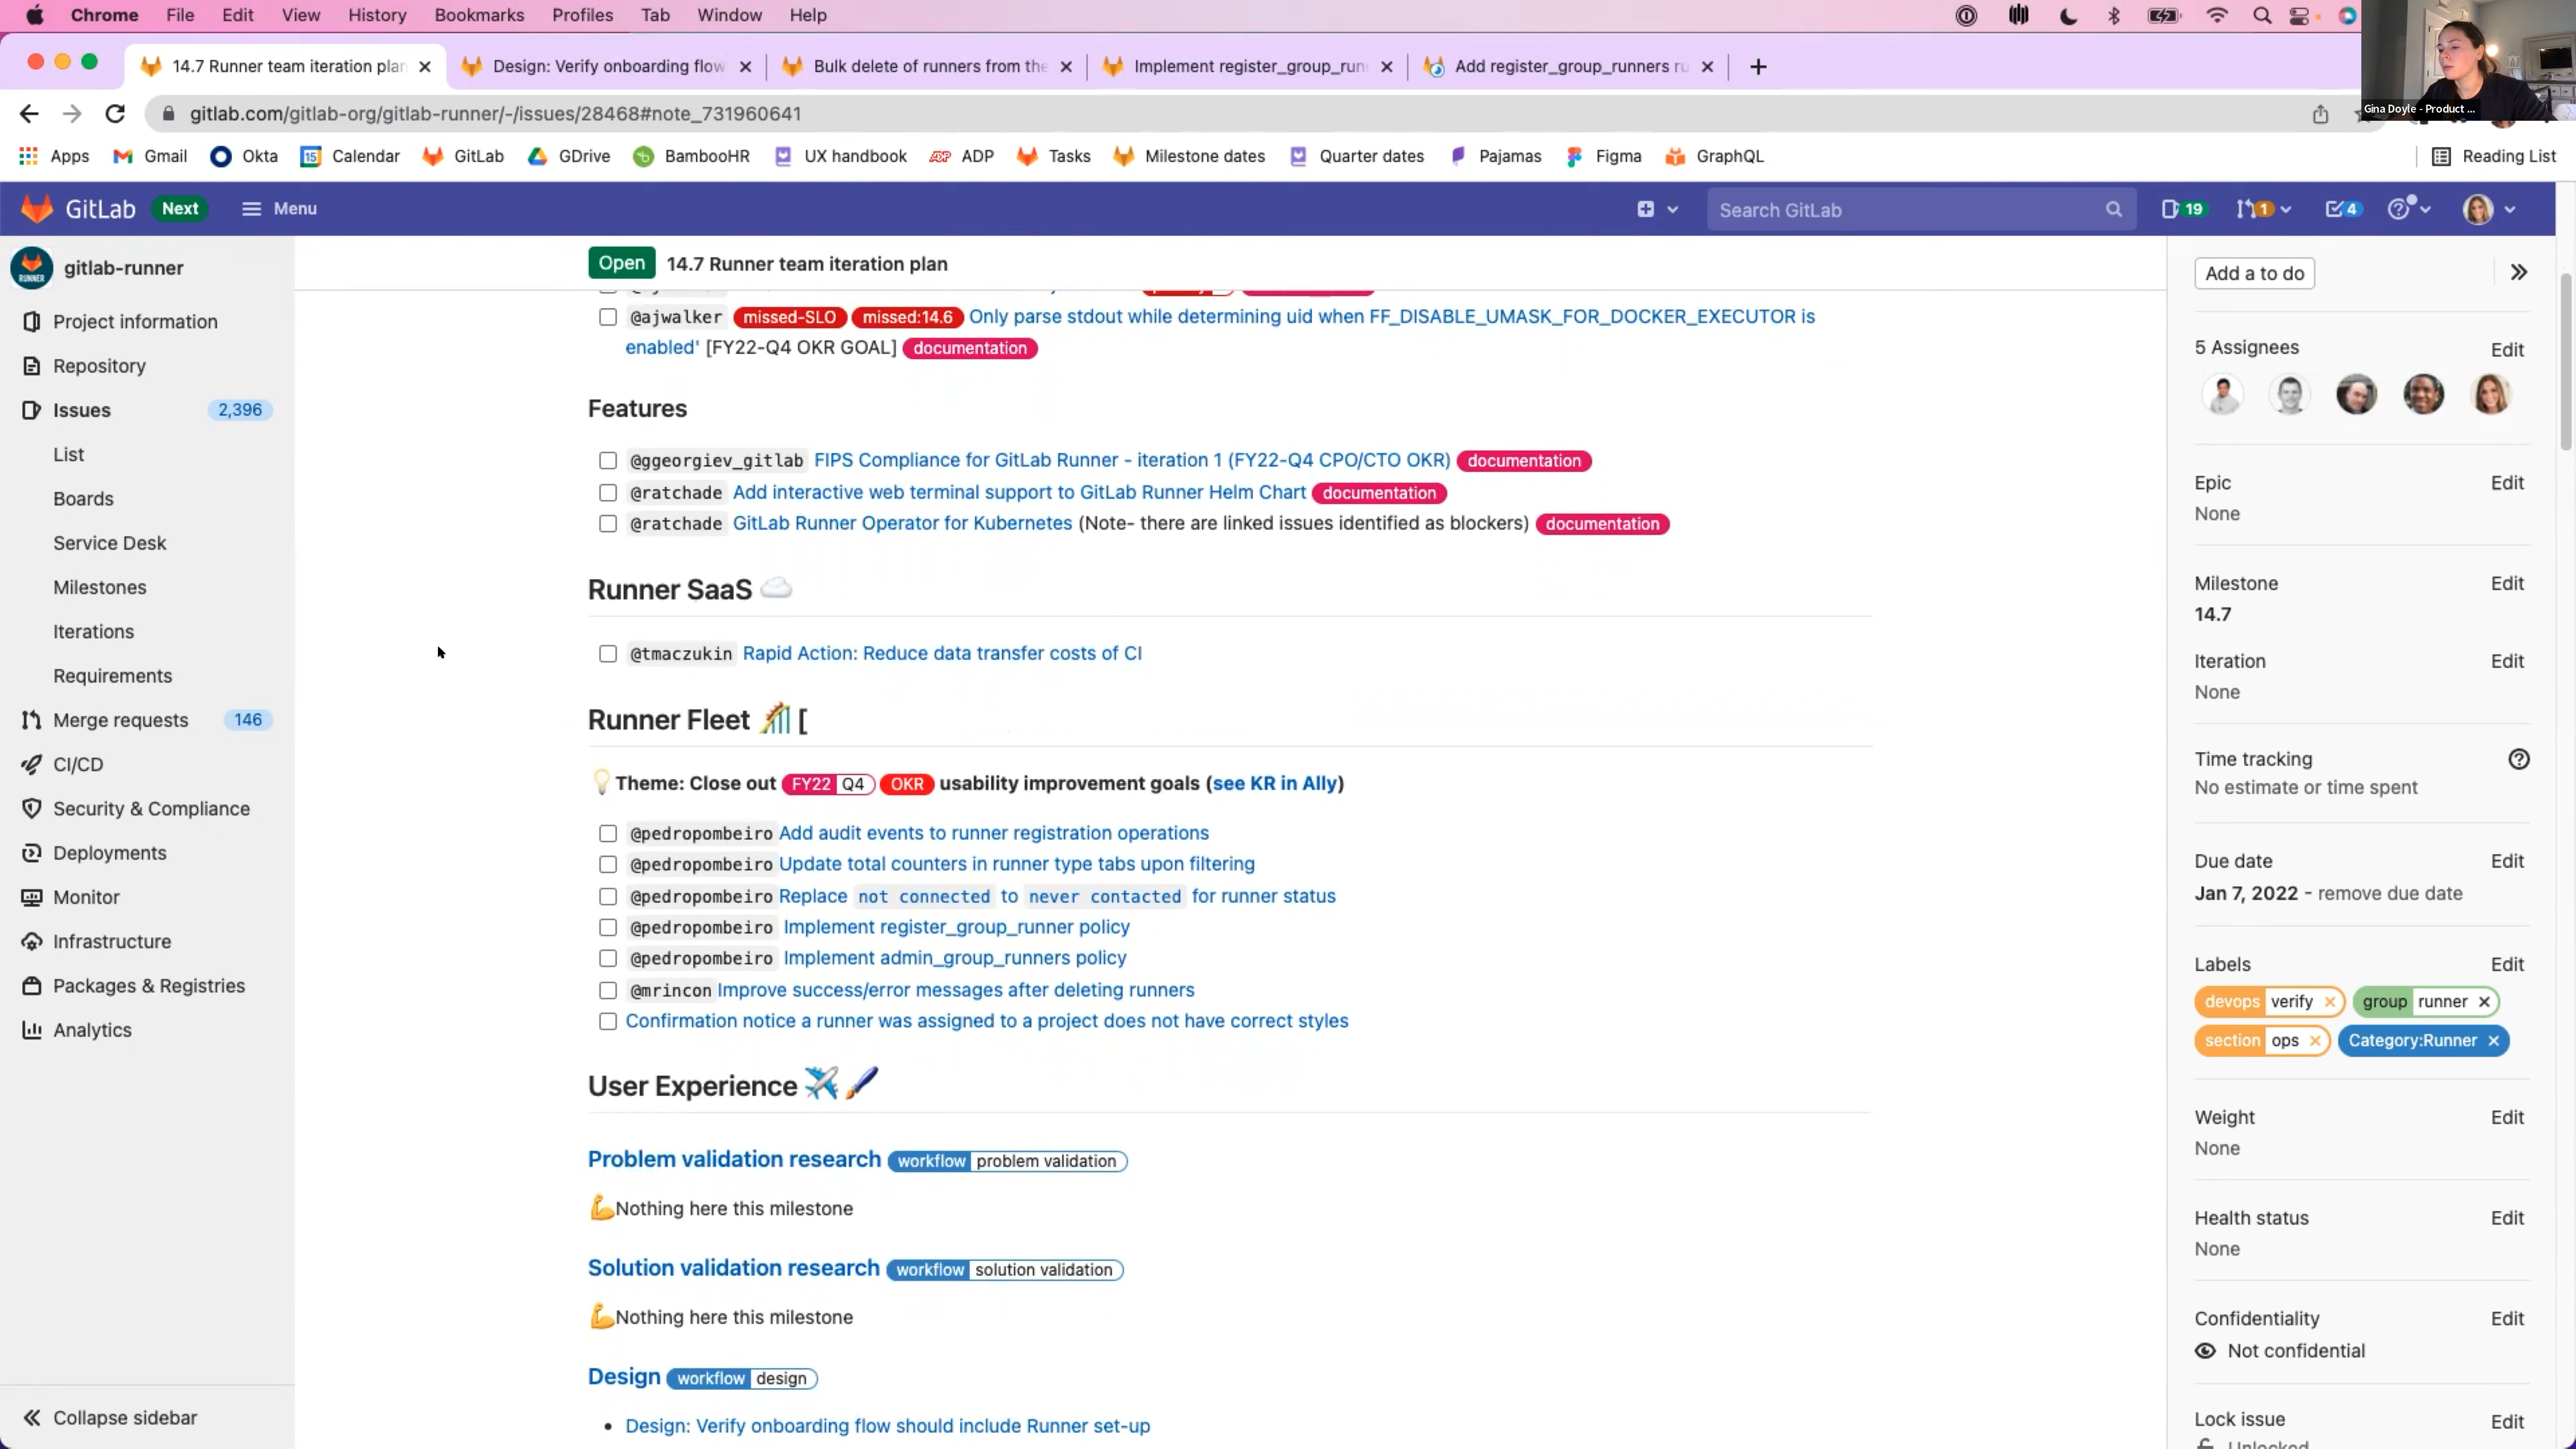 Chrome File Edit View History Bookmarks Profiles Tab Window Help
14.7 Runner team iteration plan
Design: Verify onboarding flow
Bulk delete of runners from the
Implement register_group_run
Add register_group_runners ru
Gina Doyle - Product ...
gitlab.com/gitlab-org/gitlab-runner/-/issues/28468#note_731960641
Apps Gmail Okta 15 Calendar GitLab GDrive BambooHR UX handbook ADP Tasks Milestone dates Quarter dates Pajamas Figma GraphQL Reading List
GitLab Next Menu Search GitLab 19 1 4
RUNNER gitlab-runner
Project information
Repository
Issues 2,396
List
Boards
Service Desk
Milestones
Iterations
Requirements
Merge requests 146
CI/CD
Security & Compliance
Deployments
Monitor
Infrastructure
Packages & Registries
Analytics
Collapse sidebar
Open 14.7 Runner team iteration plan
@ajwalker missed-SLO missed:14.6 Only parse stdout while determining uid when FF_DISABLE_UMASK_FOR_DOCKER_EXECUTOR is
enabled' [FY22-Q4 OKR GOAL] documentation
Features
@ggeorgiev_gitlab FIPS Compliance for GitLab Runner - iteration 1 (FY22-Q4 CPO/CTO OKR) documentation
@ratchade Add interactive web terminal support to GitLab Runner Helm Chart documentation
@ratchade GitLab Runner Operator for Kubernetes (Note- there are linked issues identified as blockers) documentation
Runner SaaS
@tmaczukin Rapid Action: Reduce data transfer costs of CI
Runner Fleet [
Theme: Close out FY22 Q4 OKR usability improvement goals (see KR in Ally)
@pedropombeiro Add audit events to runner registration operations
@pedropombeiro Update total counters in runner type tabs upon filtering
@pedropombeiro Replace not connected to never contacted for runner status
@pedropombeiro Implement register_group_runner policy
@pedropombeiro Implement admin_group_runners policy
@mrincon Improve success/error messages after deleting runners
Confirmation notice a runner was assigned to a project does not have correct styles
User Experience
Problem validation research workflow problem validation
Nothing here this milestone
Solution validation research workflow solution validation
Nothing here this milestone
Design workflow design
Design: Verify onboarding flow should include Runner set-up
Add a to do
5 Assignees Edit
Epic Edit
None
Milestone Edit
14.7
Iteration Edit
None
Time tracking
No estimate or time spent
Due date Edit
Jan 7, 2022 - remove due date
Labels Edit
devops verify group runner
section ops Category:Runner
Weight Edit
None
Health status Edit
None
Confidentiality Edit
Not confidential
Lock issue Edit
Unlocked